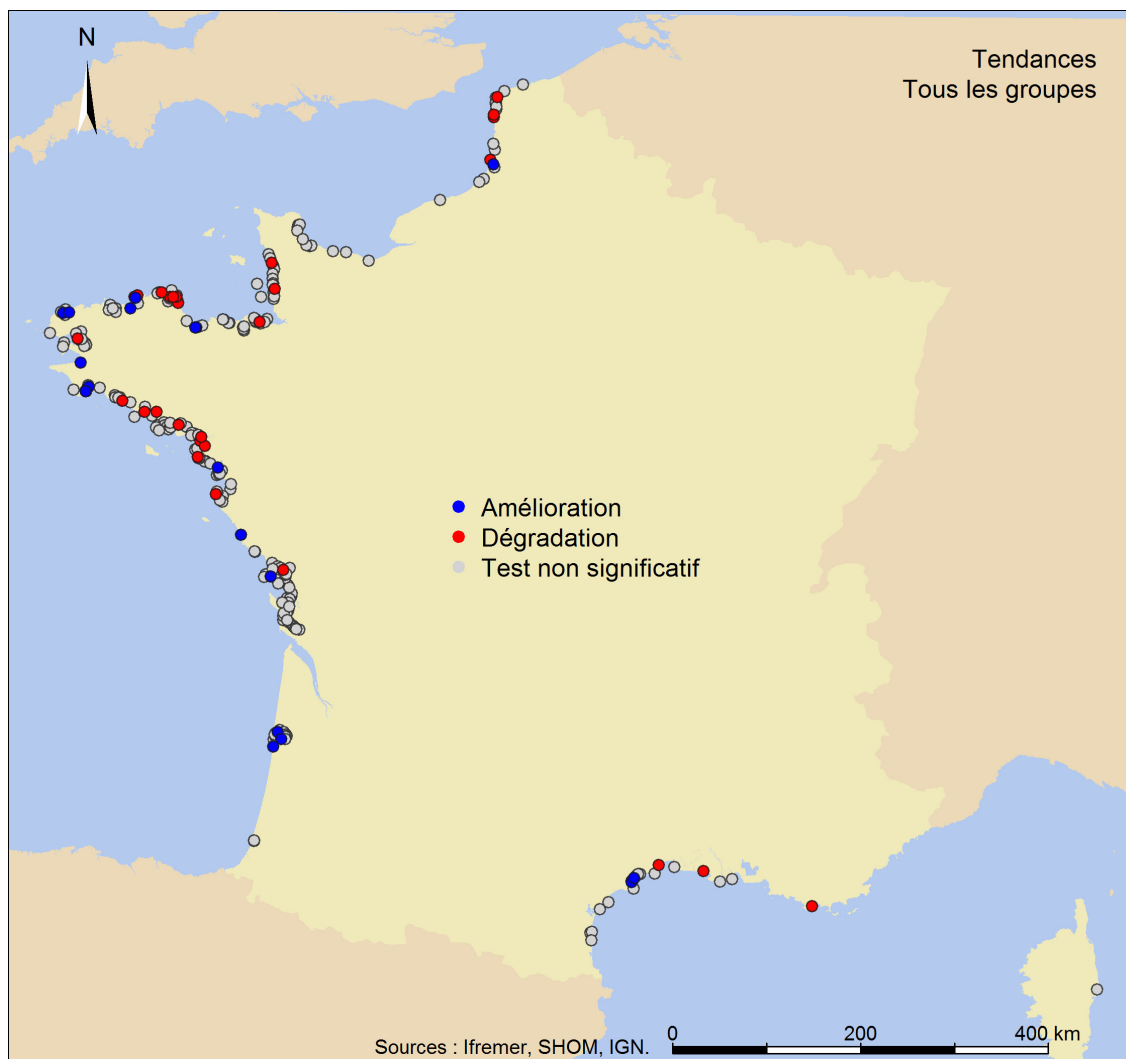 N
Tendances
Tous les groupes
Amélioration
Dégradation
Test non significatif
0 200 400 km
Sources : Ifremer, SHOM, IGN.